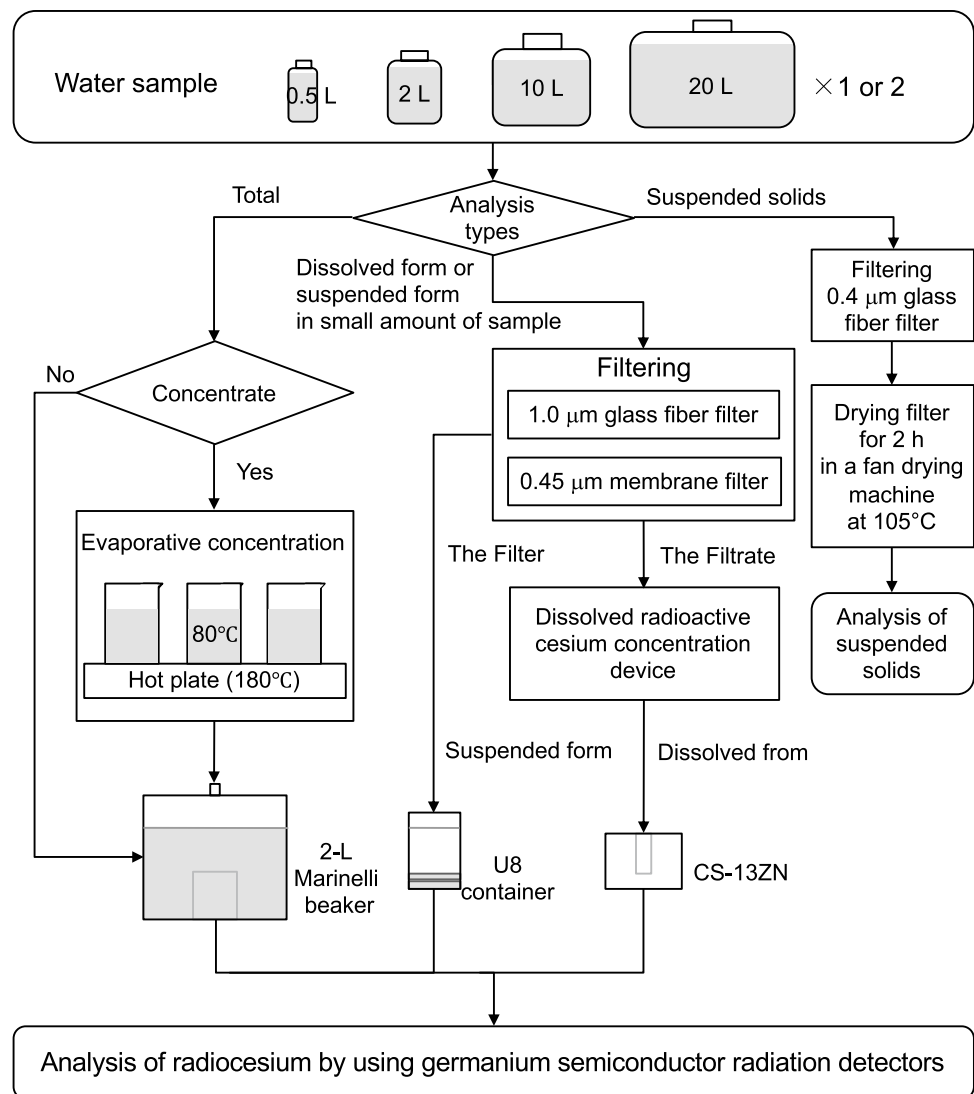 Water sample
0.5 L
2 L
10 L
20 L
×1 or 2
Total
Analysis
types
Suspended solids
Dissolved form or
suspended form
in small amount of sample
Filtering
0.4 μm glass
fiber filter
No
Concentrate
Yes
Filtering
1.0 μm glass fiber filter
0.45 μm membrane filter
Drying filter
for 2 h
in a fan drying
machine
at 105°C
Evaporative concentration
80℃
Hot plate (180℃)
The Filter
The Filtrate
Dissolved radioactive
cesium concentration
device
Analysis of
suspended
solids
Suspended form
Dissolved from
2-L
Marinelli
beaker
U8
container
CS-13ZN
Analysis of radiocesium by using germanium semiconductor radiation detectors